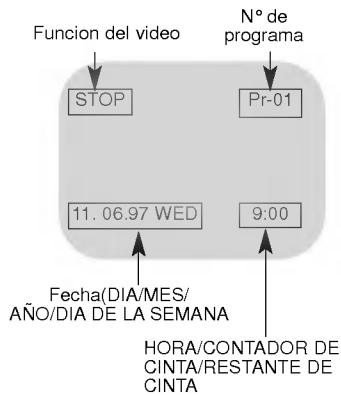 Funcion del video
Nº de
programa
STOP
Pr-01
11. 06.97 WED
9:00
Fecha(DIA/MES/
AÑO/DIA DE LA SEMANA
HORA/CONTADOR DE
CINTA/RESTANTE DE
CINTA